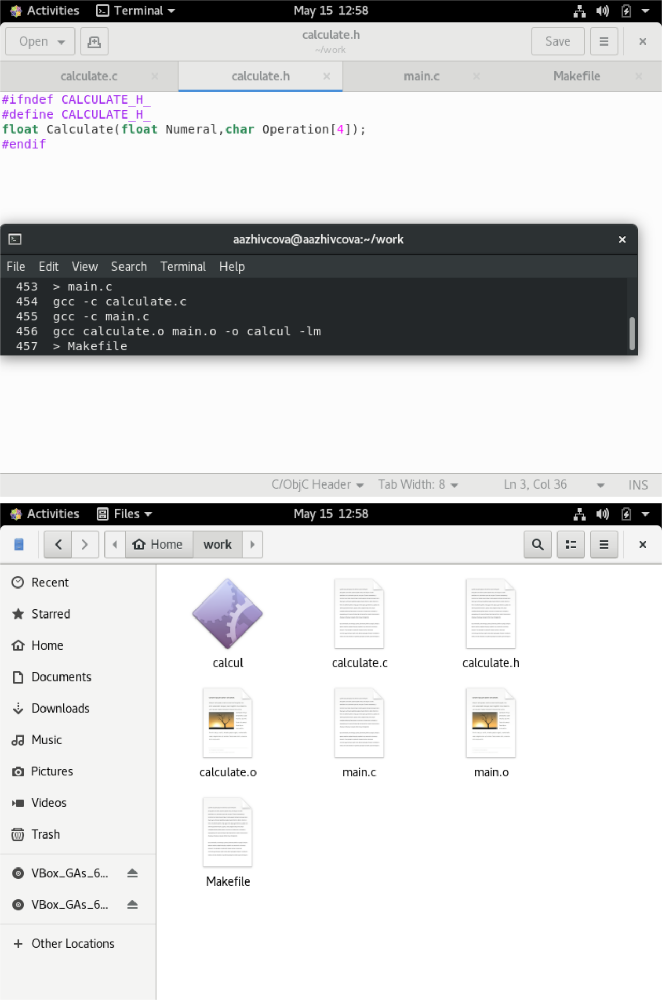 Activities Terminal May 15 12:58
Open calculate.h Save
~/work
calculate.c calculate.h main.c Makefile
#ifndef CALCULATE_H_
#define CALCULATE_H_
float Calculate(float Numeral,char Operation[4]);
#endif
aazhivcova@aazhivcova:~/work
File Edit View Search Terminal Help
453 > main.c
454 gcc -c calculate.c
455 gcc -c main.c
456 gcc calculate.o main.o -o calcul -lm
457 > Makefile
C/ObjC Header Tab Width: 8 Ln 3, Col 36 INS
Activities Files May 15 12:58
Home work
Recent
Starred
Home
Documents
Downloads
Music
Pictures
Videos
Trash
VBox_GAs_6...
VBox_GAs_6...
+ Other Locations
calcul calculate.c calculate.h
calculate.o main.c main.o
Makefile